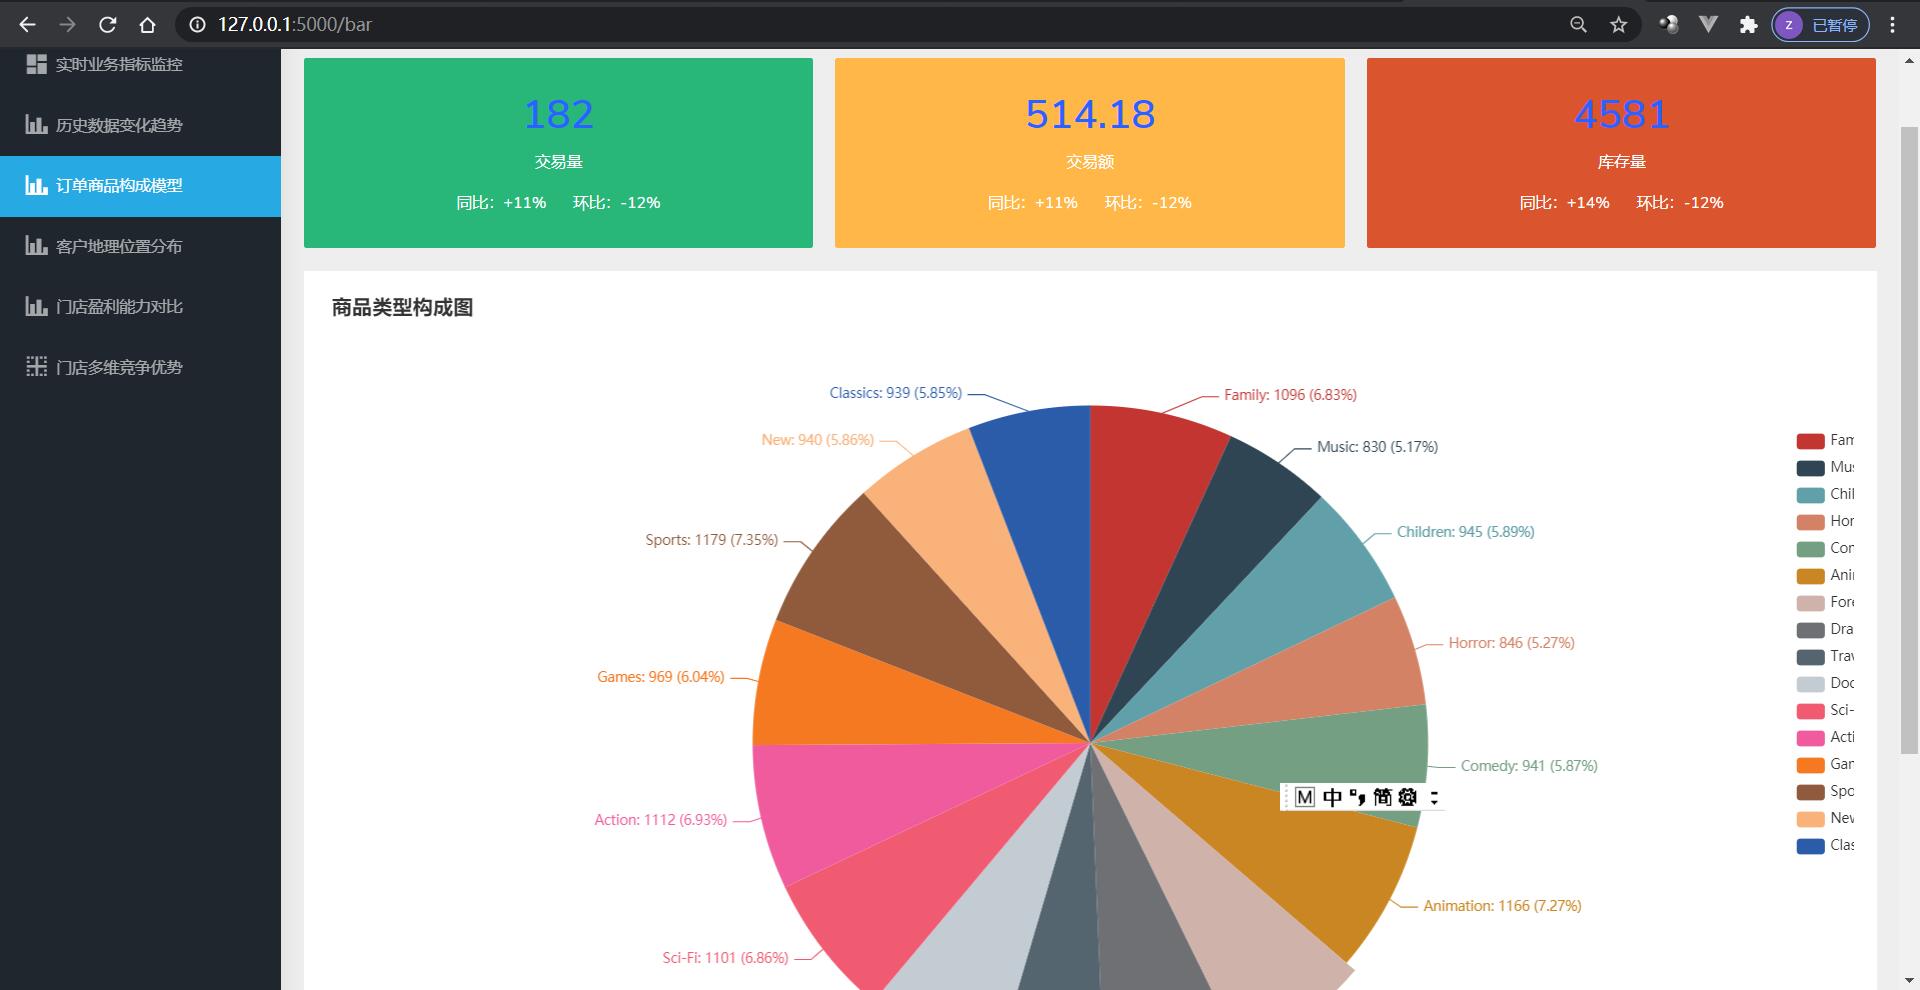 127.0.0.1:5000/bar
z 已暂停
实时业务指标监控
历史数据变化趋势
订单商品构成模型
客户地理位置分布
门店盈利能力对比
门店多维竞争优势
182
交易量
同比：+11% 环比：-12%
514.18
交易额
同比：+11% 环比：-12%
4581
库存量
同比：+14% 环比：-12%
商品类型构成图
Classics: 939 (5.85%)
Family: 1096 (6.83%)
New: 940 (5.86%)
Music: 830 (5.17%)
Sports: 1179 (7.35%)
Children: 945 (5.89%)
Games: 969 (6.04%)
Horror: 846 (5.27%)
Comedy: 941 (5.87%)
Action: 1112 (6.93%)
Animation: 1166 (7.27%)
Sci-Fi: 1101 (6.86%)
M 中 简
Fam
Mus
Chil
Hor
Com
Ani
Fore
Dra
Trav
Doc
Sci-
Acti
Gam
Spo
New
Clas